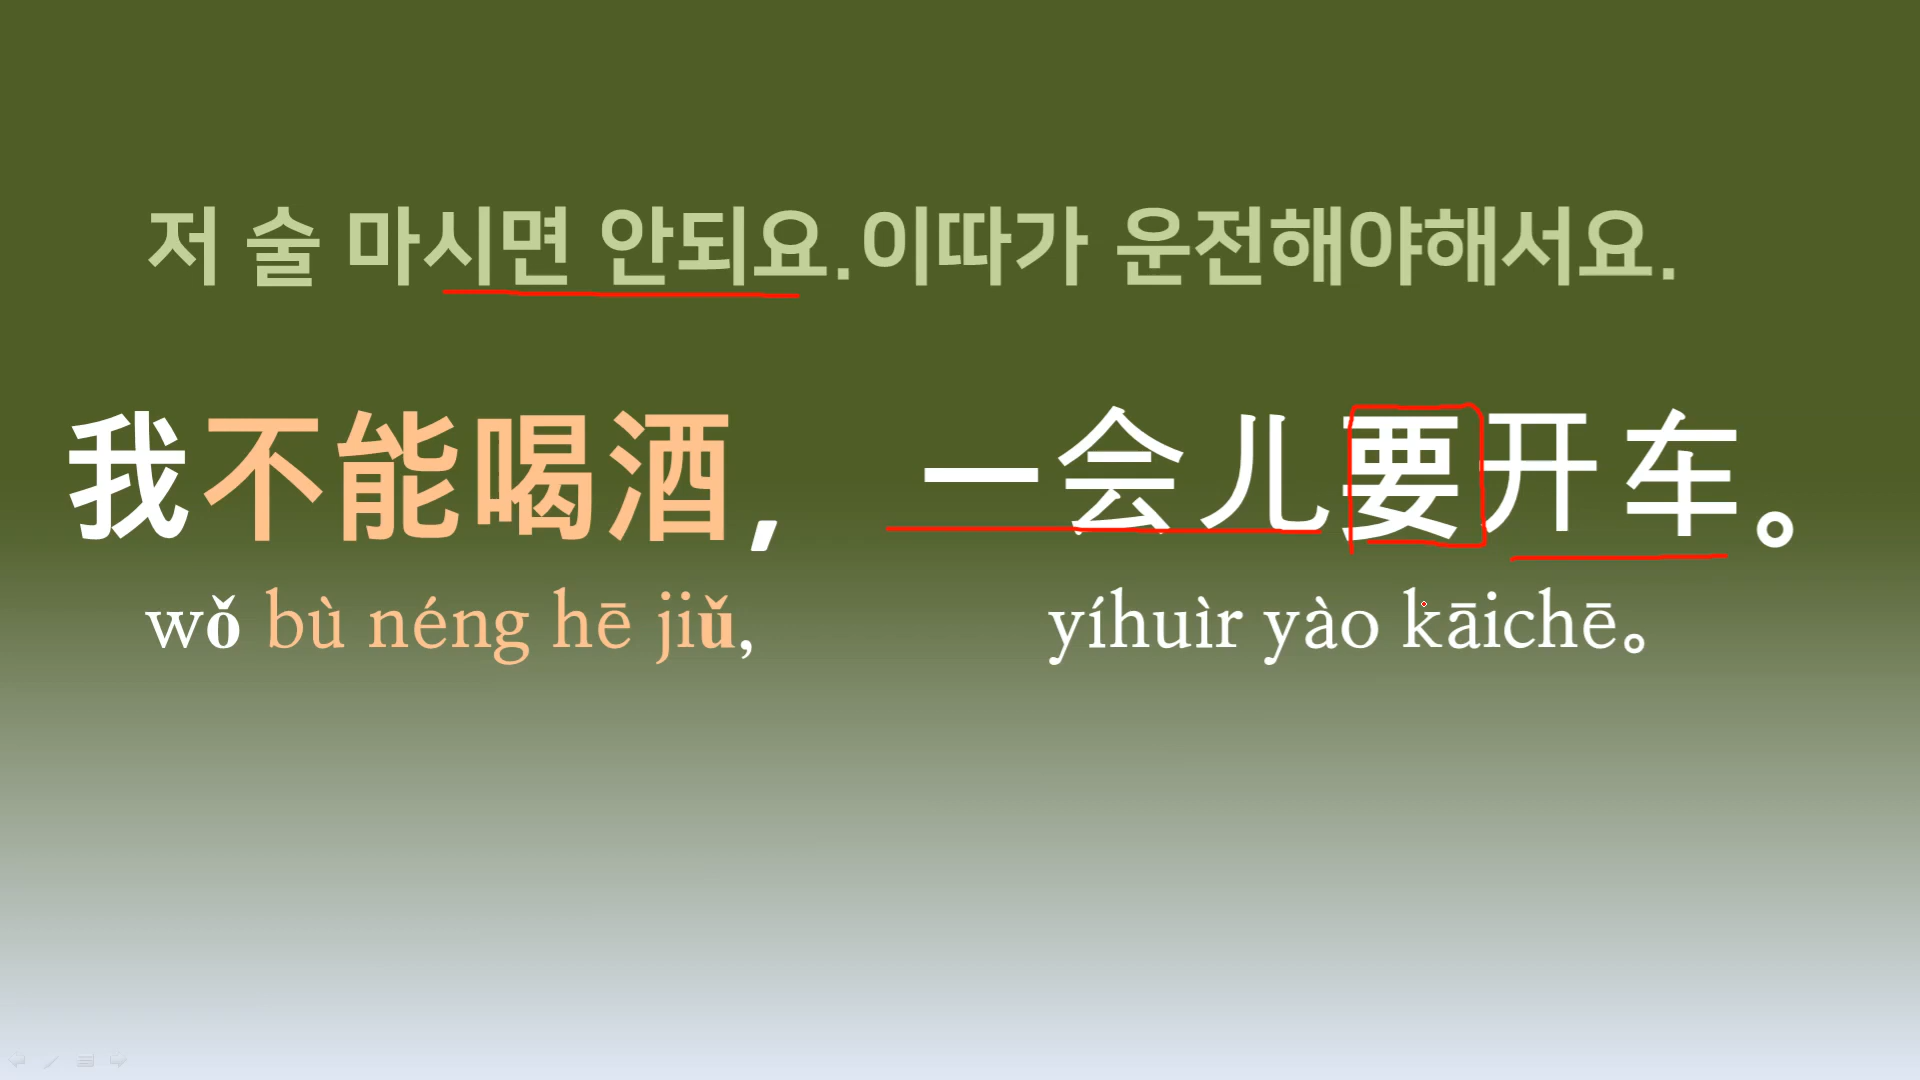 저 술 마시면 안되요.이따가 운전해야해서요.
我不能喝酒, 一会儿要开车。
wǒ bù néng hē jiǔ, yíhuìr yào kāichē。